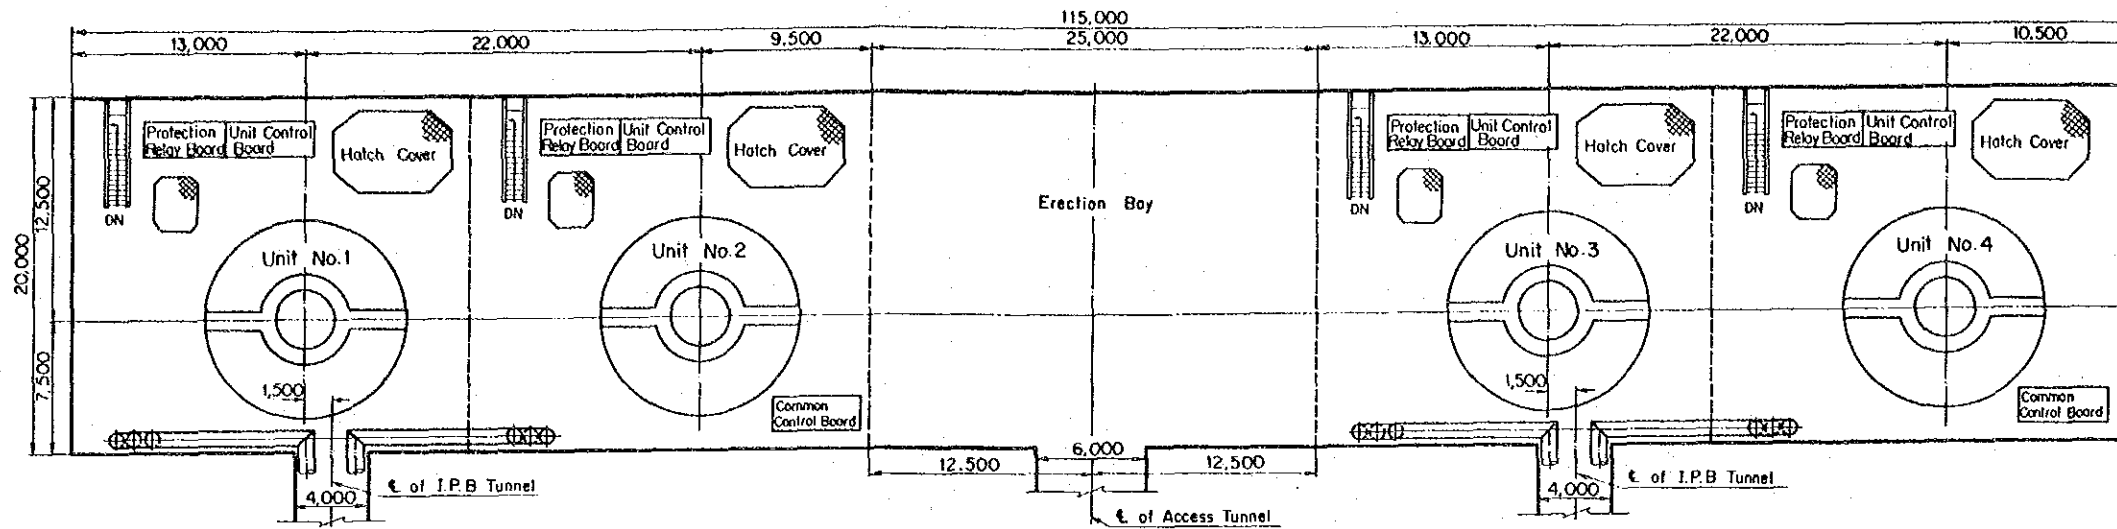 115,000
13,000 22,000 9,500 25,000 13,000 22,000 10,500
Protection Relay Board
Unit Control Board
Hatch Cover
DN
Unit No.1
Protection Relay Board
Unit Control Board
Hatch Cover
DN
Unit No.2
Erection Bay
Protection Relay Board
Unit Control Board
Hatch Cover
DN
Unit No.3
Protection Relay Board
Unit Control Board
Hatch Cover
DN
Unit No.4
20,000
12,500
7,500
1,500
Common
Control Board
1,500
Common
Control Board
4,000
℄ of I.P.B Tunnel
12,500
6,000
12,500
℄ of Access Tunnel
4,000
℄ of I.P.B Tunnel